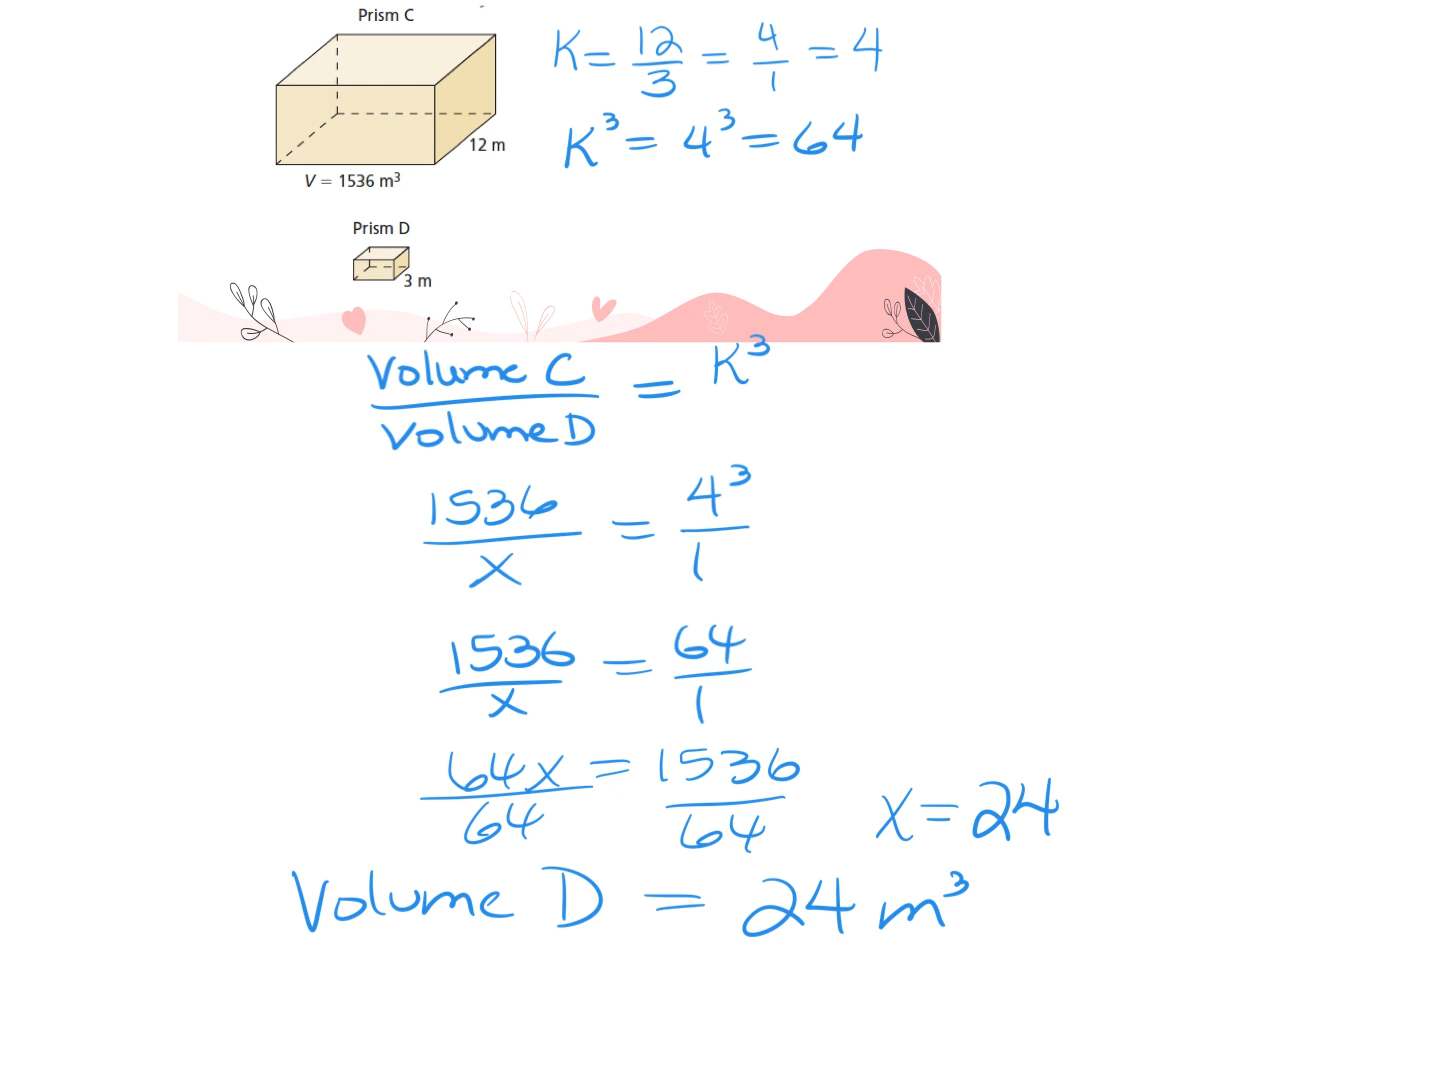 Prism C
K = 12/3 = 4/1 = 4
K³ = 4³ = 64
12 m
V = 1536 m³
Prism D
3 m
Volume C / Volume D = K³
1536/x = 4³/1
1536/x = 64/1
64x/64 = 1536/64
x = 24
Volume D = 24 m³